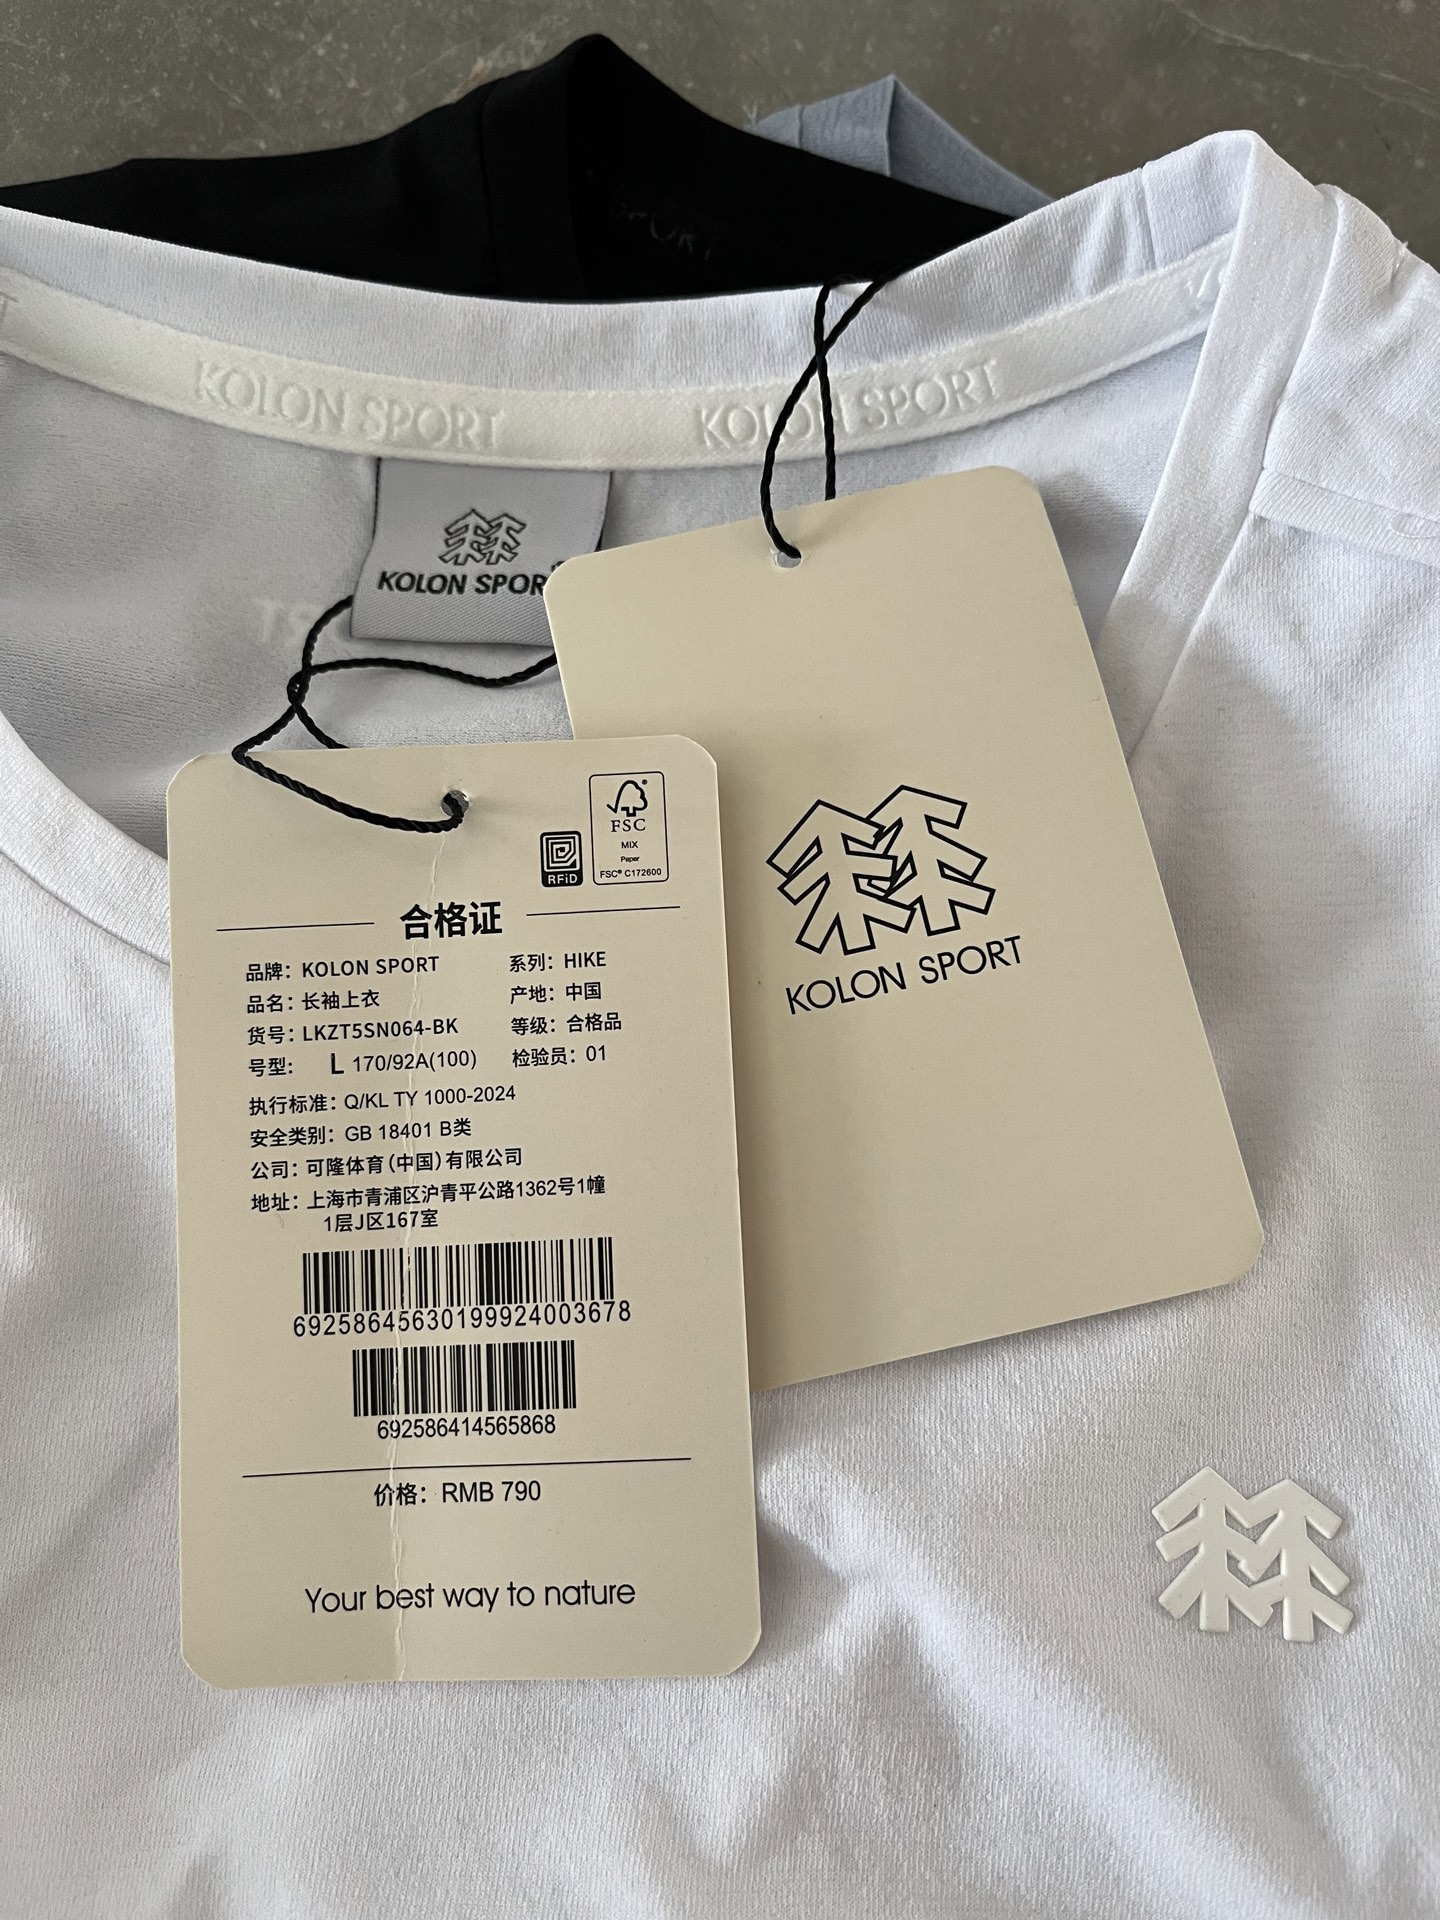 KOLON SPORT
KOLON SPORT
KOLON SPOR
KOLON SPORT
RFiD
FSC
MIX
Paper
FSC® C172600
合格证
品牌：KOLON SPORT 系列：HIKE
品名：长袖上衣 产地：中国
货号：LKZT5SN064-BK 等级：合格品
号型： L 170/92A(100) 检验员：01
执行标准：Q/KL TY 1000-2024
安全类别：GB 18401 B类
公司：可隆体育(中国)有限公司
地址：上海市青浦区沪青平公路1362号1幢
1层J区167室
69258645630199924003678
692586414565868
价格：RMB 790
Your best way to nature